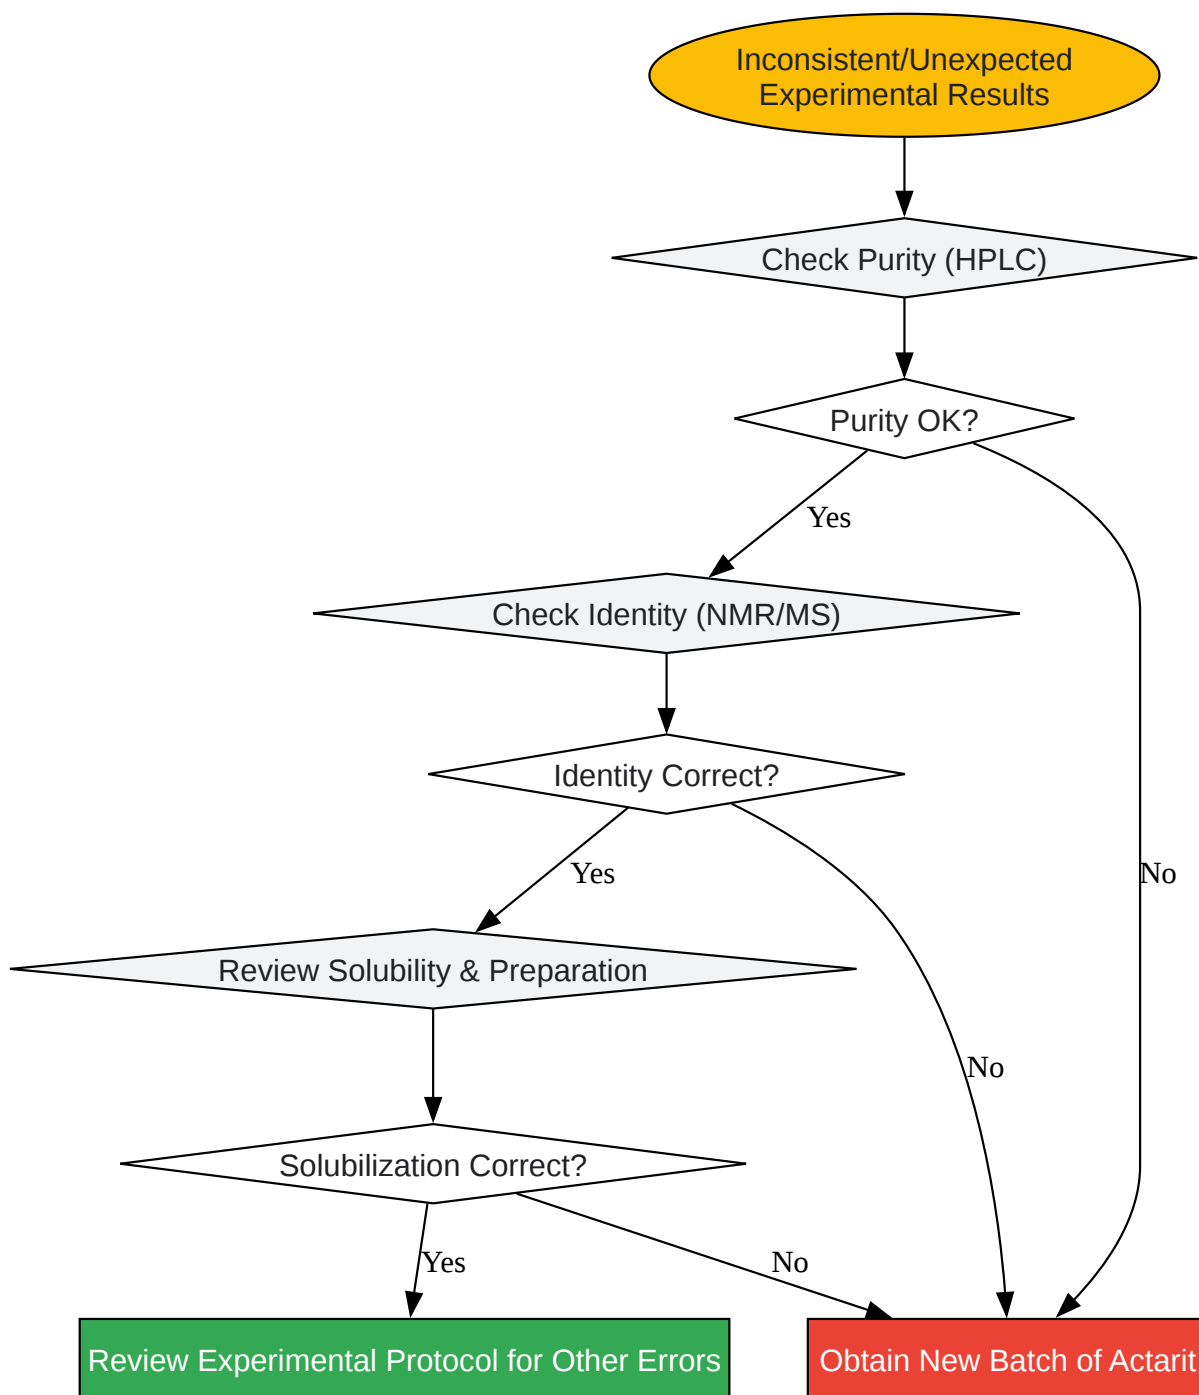 Inconsistent/Unexpected
Experimental Results
Check Purity (HPLC)
Purity OK?
Yes
Check Identity (NMR/MS)
Identity Correct?
Yes
No
Review Solubility & Preparation
No
Solubilization Correct?
Yes
No
Review Experimental Protocol for Other Errors
Obtain New Batch of Actarit